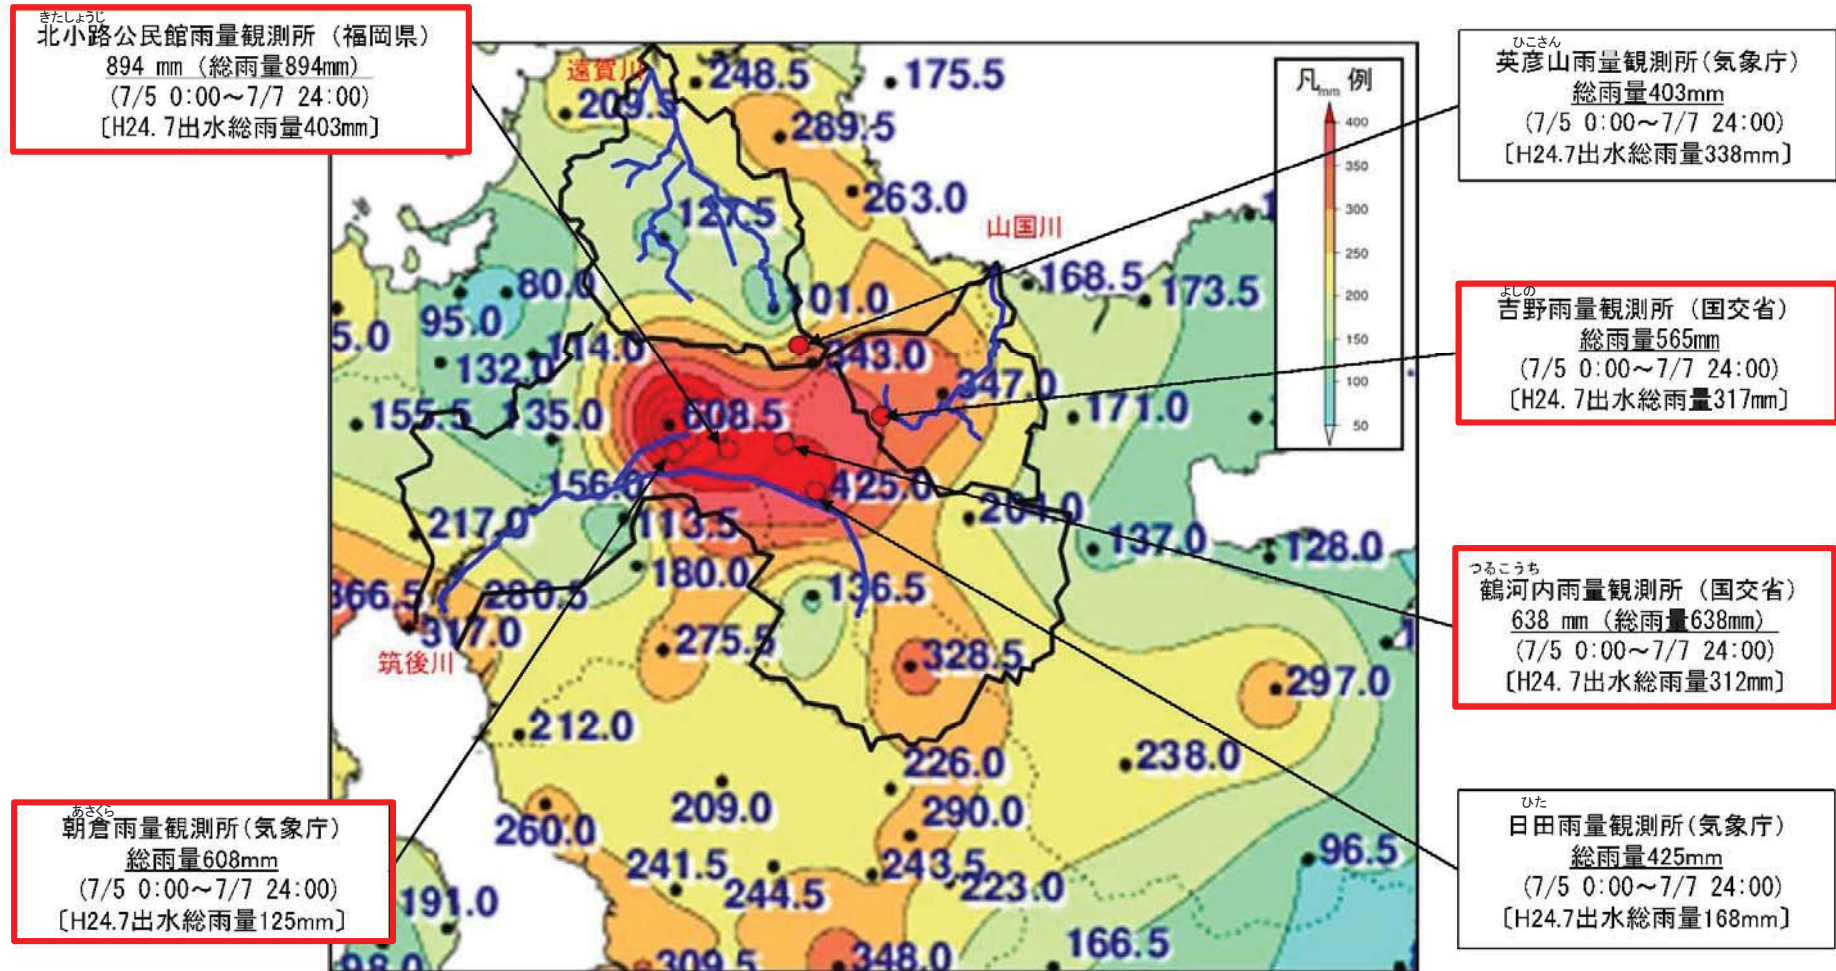 きたしょうじ
北小路公民館雨量観測所（福岡県）
894 mm（総雨量894mm）
(7/5 0:00～7/7 24:00)
〔H24.7出水総雨量403mm〕
ひこさん
英彦山雨量観測所(気象庁)
総雨量403mm
(7/5 0:00～7/7 24:00)
〔H24.7出水総雨量338mm〕
よしの
吉野雨量観測所（国交省）
総雨量565mm
(7/5 0:00～7/7 24:00)
〔H24.7出水総雨量317mm〕
つるこうち
鶴河内雨量観測所（国交省）
638 mm（総雨量638mm）
(7/5 0:00～7/7 24:00)
〔H24.7出水総雨量312mm〕
ひた
日田雨量観測所(気象庁)
総雨量425mm
(7/5 0:00～7/7 24:00)
〔H24.7出水総雨量168mm〕
あさくら
朝倉雨量観測所(気象庁)
総雨量608mm
(7/5 0:00～7/7 24:00)
〔H24.7出水総雨量125mm〕
凡 例
mm
400
350
300
250
200
150
100
50
遠賀川
248.5
175.5
209.5
289.5
127.5
263.0
山国川
80.0
101.0
168.5
173.5
95.0
5.0
114.0
343.0
132.0
347.0
155.5
135.0
608.5
171.0
156.0
425.0
217.0
113.5
201.0
137.0
128.0
180.0
136.5
366.5
280.5
317.0
275.5
328.5
筑後川
297.0
212.0
226.0
238.0
209.0
290.0
260.0
241.5
243.5
96.5
244.5
223.0
191.0
166.5
98.0
309.5
348.0